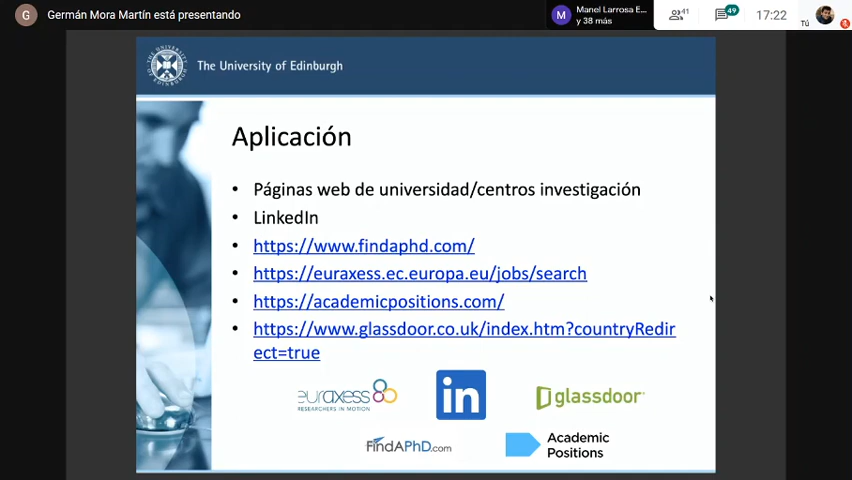 G Germán Mora Martín está presentando
M Manel Larrosa E...
y 38 más
41
49
17:22
Tú
The University of Edinburgh
Aplicación
• Páginas web de universidad/centros investigación
• LinkedIn
• https://www.findaphd.com/
• https://euraxess.ec.europa.eu/jobs/search
• https://academicpositions.com/
• https://www.glassdoor.co.uk/index.htm?countryRedir
ect=true
euraxess
RESEARCHERS IN MOTION
in
glassdoor
FindAPhD.com
Academic
Positions